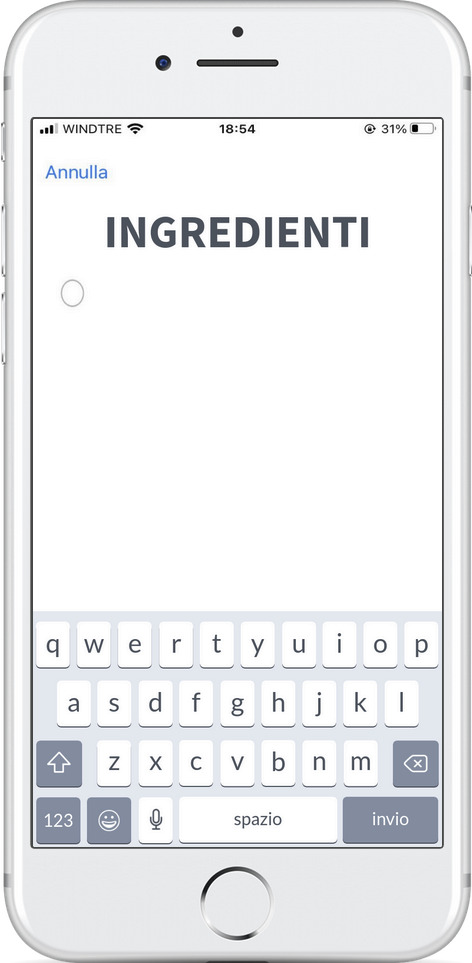 WINDTRE 18:54 31%
Annulla
INGREDIENTI
q w e r t y u i o p
a s d f g h j k l
z x c v b n m
123 spazio invio